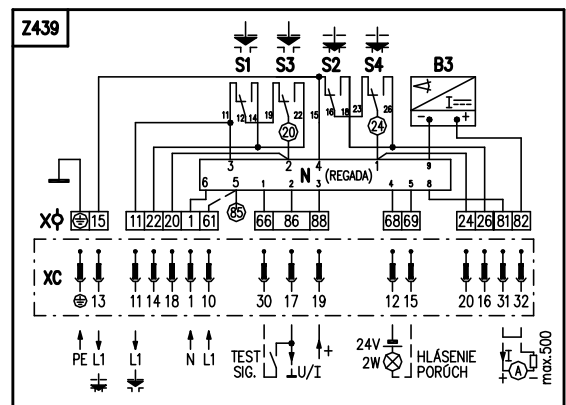 Z439
S1 S3 S2 S4 B3
I
11 12 14 19 22 15 16 18 23 26 − +
20 24
3 2 4 1 9
N (REGADA)
6 5 1 2 3 4 5 8
85
X 15 11 22 20 1 61 66 86 88 68 69 24 26 81 82
XC
13 11 14 18 1 10 30 17 19 12 15 20 16 31 32
PE L1 L1 N L1 TEST SIG. U/I + 24V 2W HLÁSENIE PORÚCH I + A − max.500